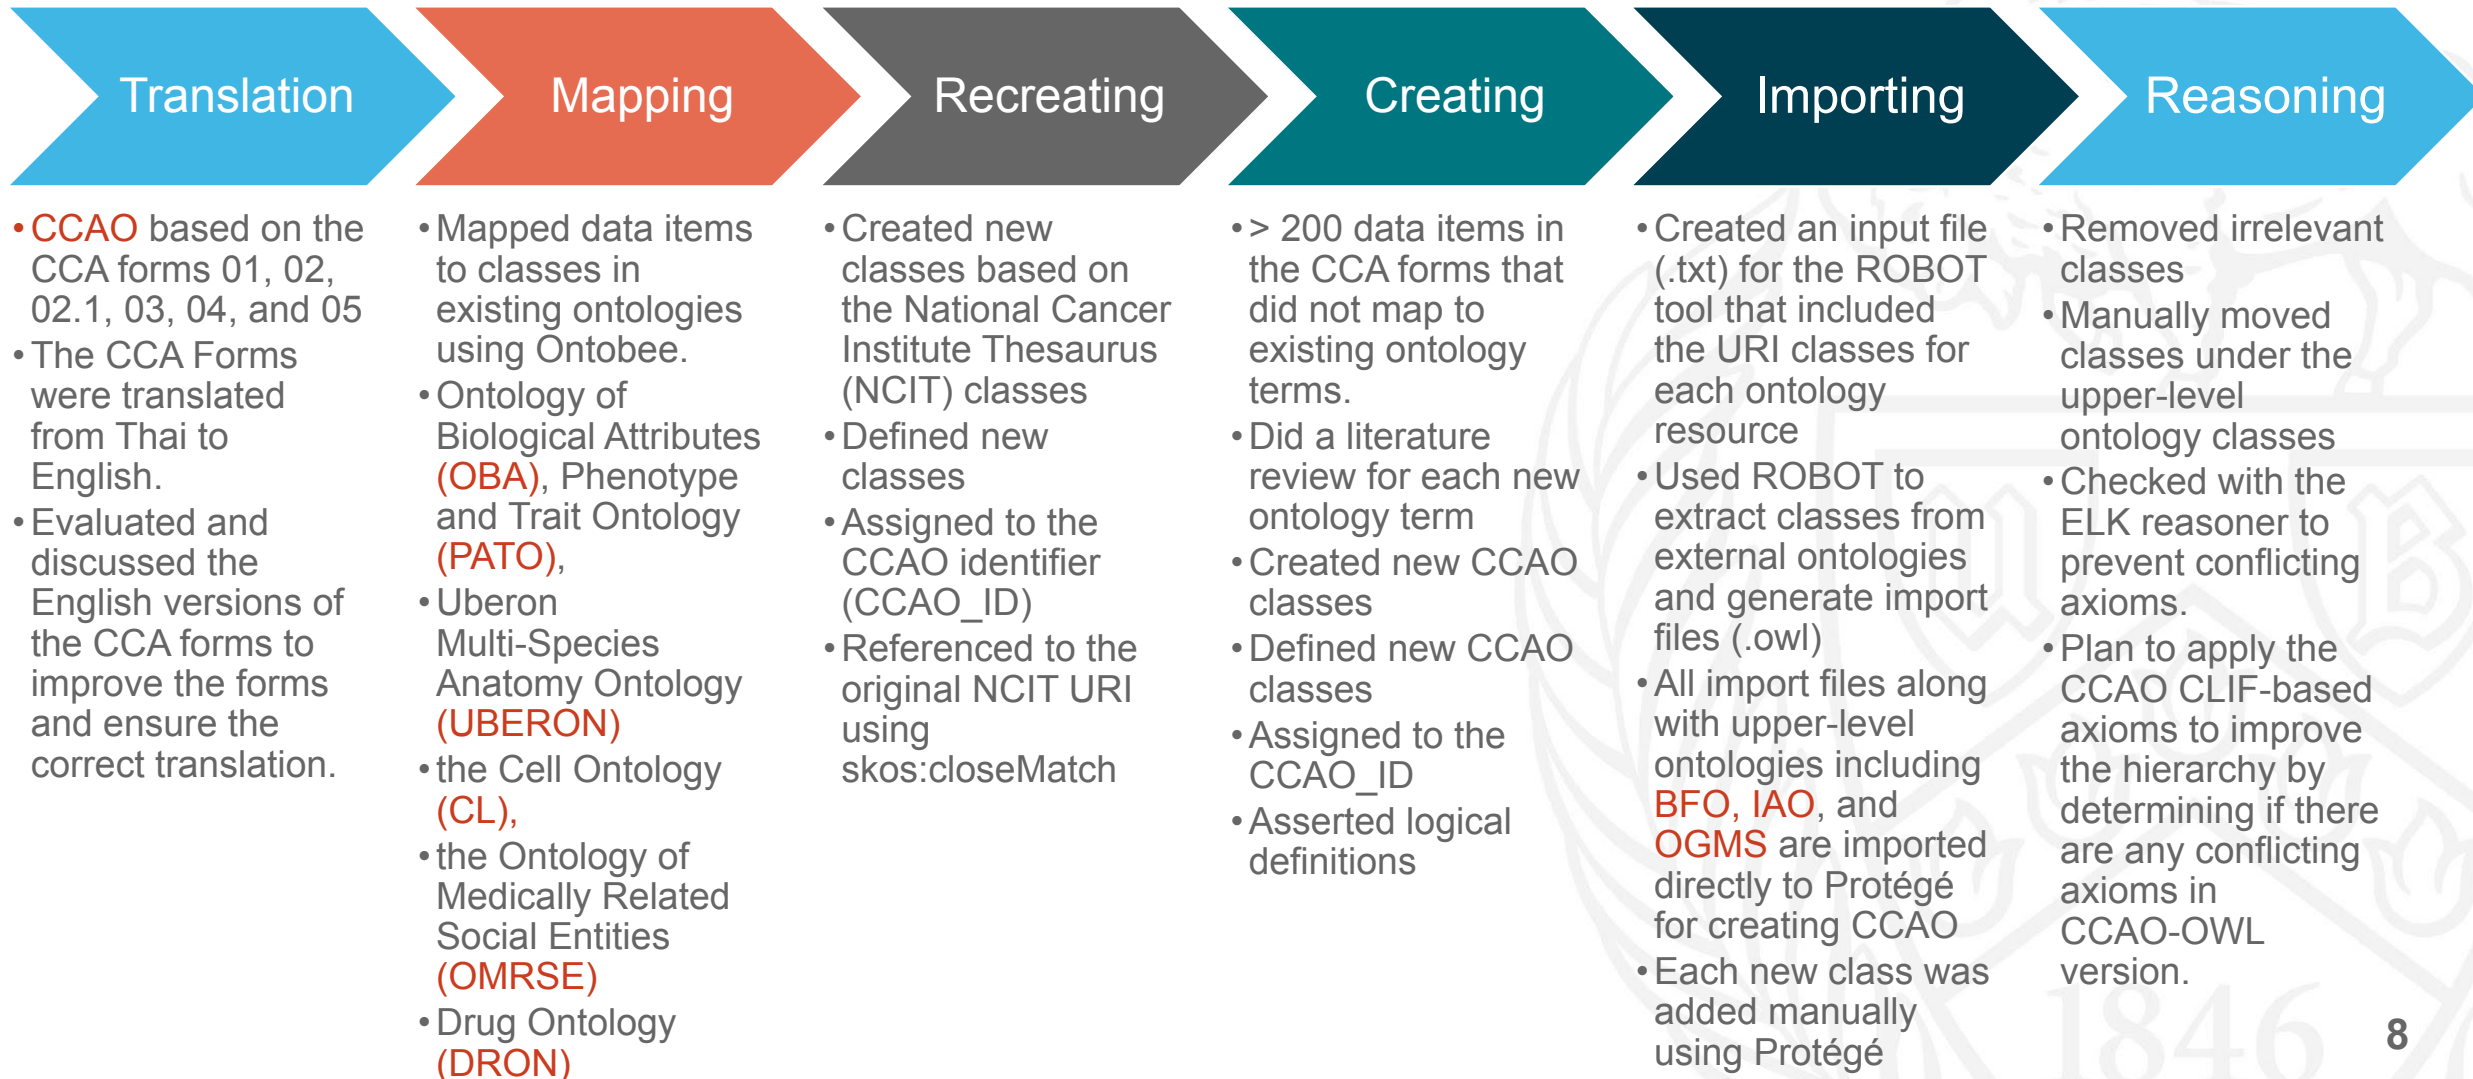 Translation
Mapping
Recreating
Creating
Importing
Reasoning
•CCAO based on the
CCA forms 01, 02,
02.1, 03, 04, and 05
•The CCA Forms
were translated
from Thai to
English.
•Evaluated and
discussed the
English versions of
the CCA forms to
improve the forms
and ensure the
correct translation.
•Mapped data items
to classes in
existing ontologies
using Ontobee.
•Ontology of
Biological Attributes
(OBA), Phenotype
and Trait Ontology
(PATO),
•Uberon
Multi-Species
Anatomy Ontology
(UBERON)
•the Cell Ontology
(CL),
•the Ontology of
Medically Related
Social Entities
(OMRSE)
•Drug Ontology
(DRON)
•Created new
classes based on
the National Cancer
Institute Thesaurus
(NCIT) classes
•Defined new
classes
•Assigned to the
CCAO identifier
(CCAO_ID)
•Referenced to the
original NCIT URI
using
skos:closeMatch
•> 200 data items in
the CCA forms that
did not map to
existing ontology
terms.
•Did a literature
review for each new
ontology term
•Created new CCAO
classes
•Defined new CCAO
classes
•Assigned to the
CCAO_ID
•Asserted logical
definitions
•Created an input file
(.txt) for the ROBOT
tool that included
the URI classes for
each ontology
resource
•Used ROBOT to
extract classes from
external ontologies
and generate import
files (.owl)
•All import files along
with upper-level
ontologies including
BFO, IAO, and
OGMS are imported
directly to Protégé
for creating CCAO
•Each new class was
added manually
using Protégé
•Removed irrelevant
classes
•Manually moved
classes under the
upper-level
ontology classes
•Checked with the
ELK reasoner to
prevent conflicting
axioms.
•Plan to apply the
CCAO CLIF-based
axioms to improve
the hierarchy by
determining if there
are any conflicting
axioms in
CCAO-OWL
version.
U B
1846
8